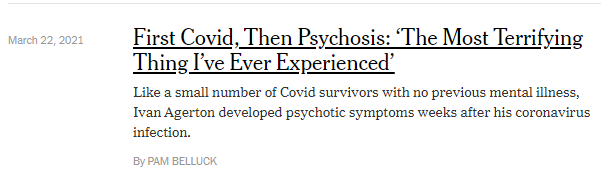 March 22, 2021
First Covid, Then Psychosis: ‘The Most Terrifying
Thing I’ve Ever Experienced’
Like a small number of Covid survivors with no previous mental illness,
Ivan Agerton developed psychotic symptoms weeks after his coronavirus
infection.
By PAM BELLUCK